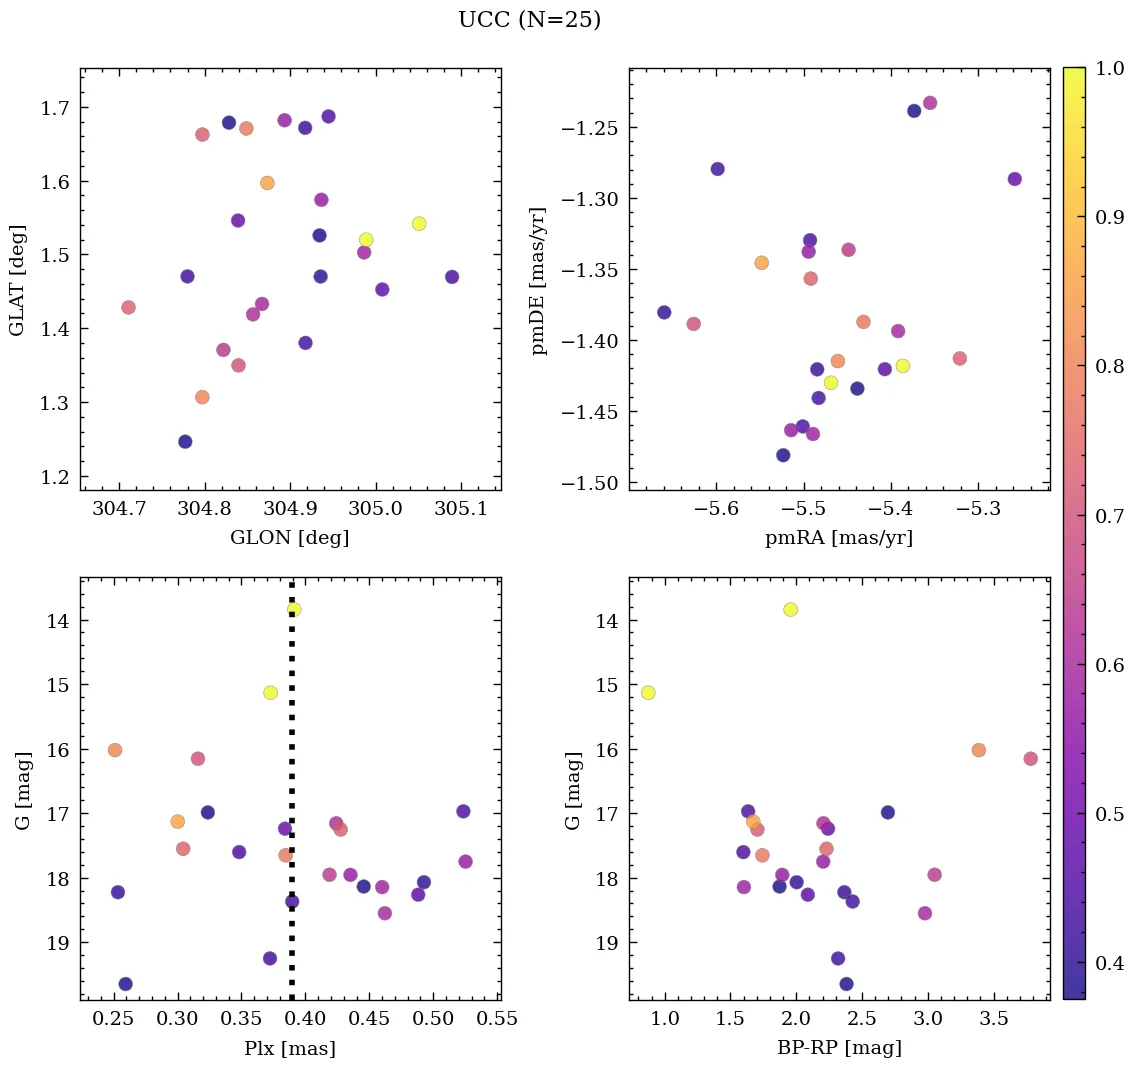 UCC (N=25)
1.7
1.6
1.5
1.4
1.3
1.2
GLAT [deg]
304.7 304.8 304.9 305.0 305.1
GLON [deg]
−1.25
−1.30
−1.35
−1.40
−1.45
−1.50
pmDE [mas/yr]
−5.6 −5.5 −5.4 −5.3
pmRA [mas/yr]
14
15
16
17
18
19
G [mag]
0.25 0.30 0.35 0.40 0.45 0.50 0.55
Plx [mas]
14
15
16
17
18
19
G [mag]
1.0 1.5 2.0 2.5 3.0 3.5
BP-RP [mag]
1.0
0.9
0.8
0.7
0.6
0.5
0.4